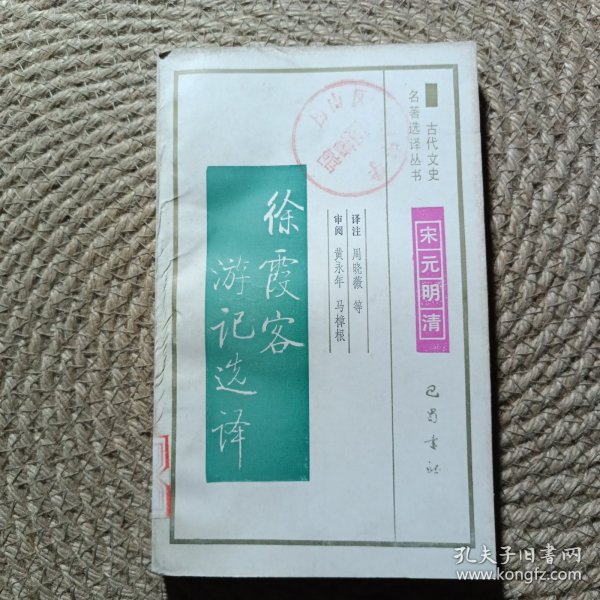 古代文史
名著选译丛书
宋元明清
巴蜀书社
译注 周晓薇 等
审阅 黄永年 马樟根
徐霞客
游记选译
孔夫子旧书网
www.kongfz.com